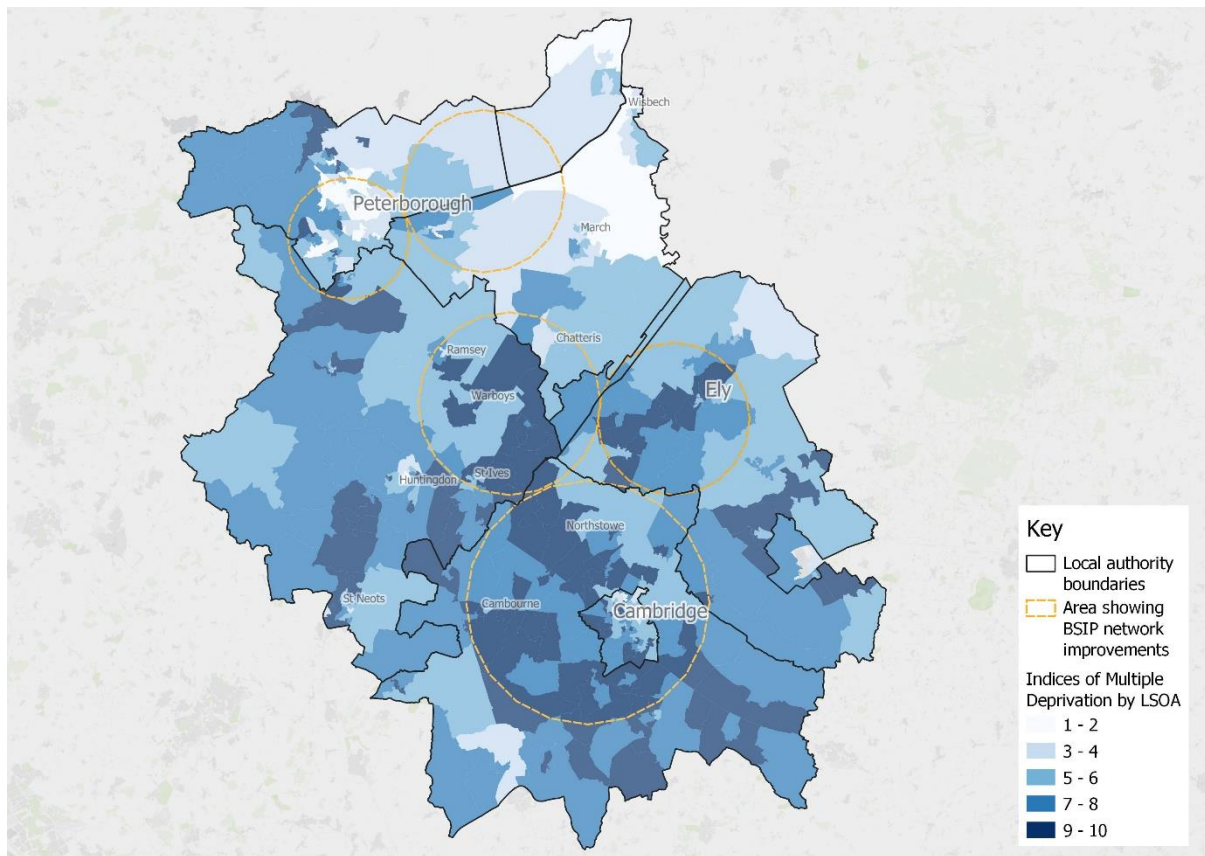 Wisbech
Peterborough
March
Chatteris
Ramsey
Ely
Warboys
St Ives
Huntingdon
Northstowe
St Neots
Cambourne
Cambridge
Key
Local authority
boundaries
Area showing
BSIP network
improvements
Indices of Multiple
Deprivation by LSOA
1 - 2
3 - 4
5 - 6
7 - 8
9 - 10